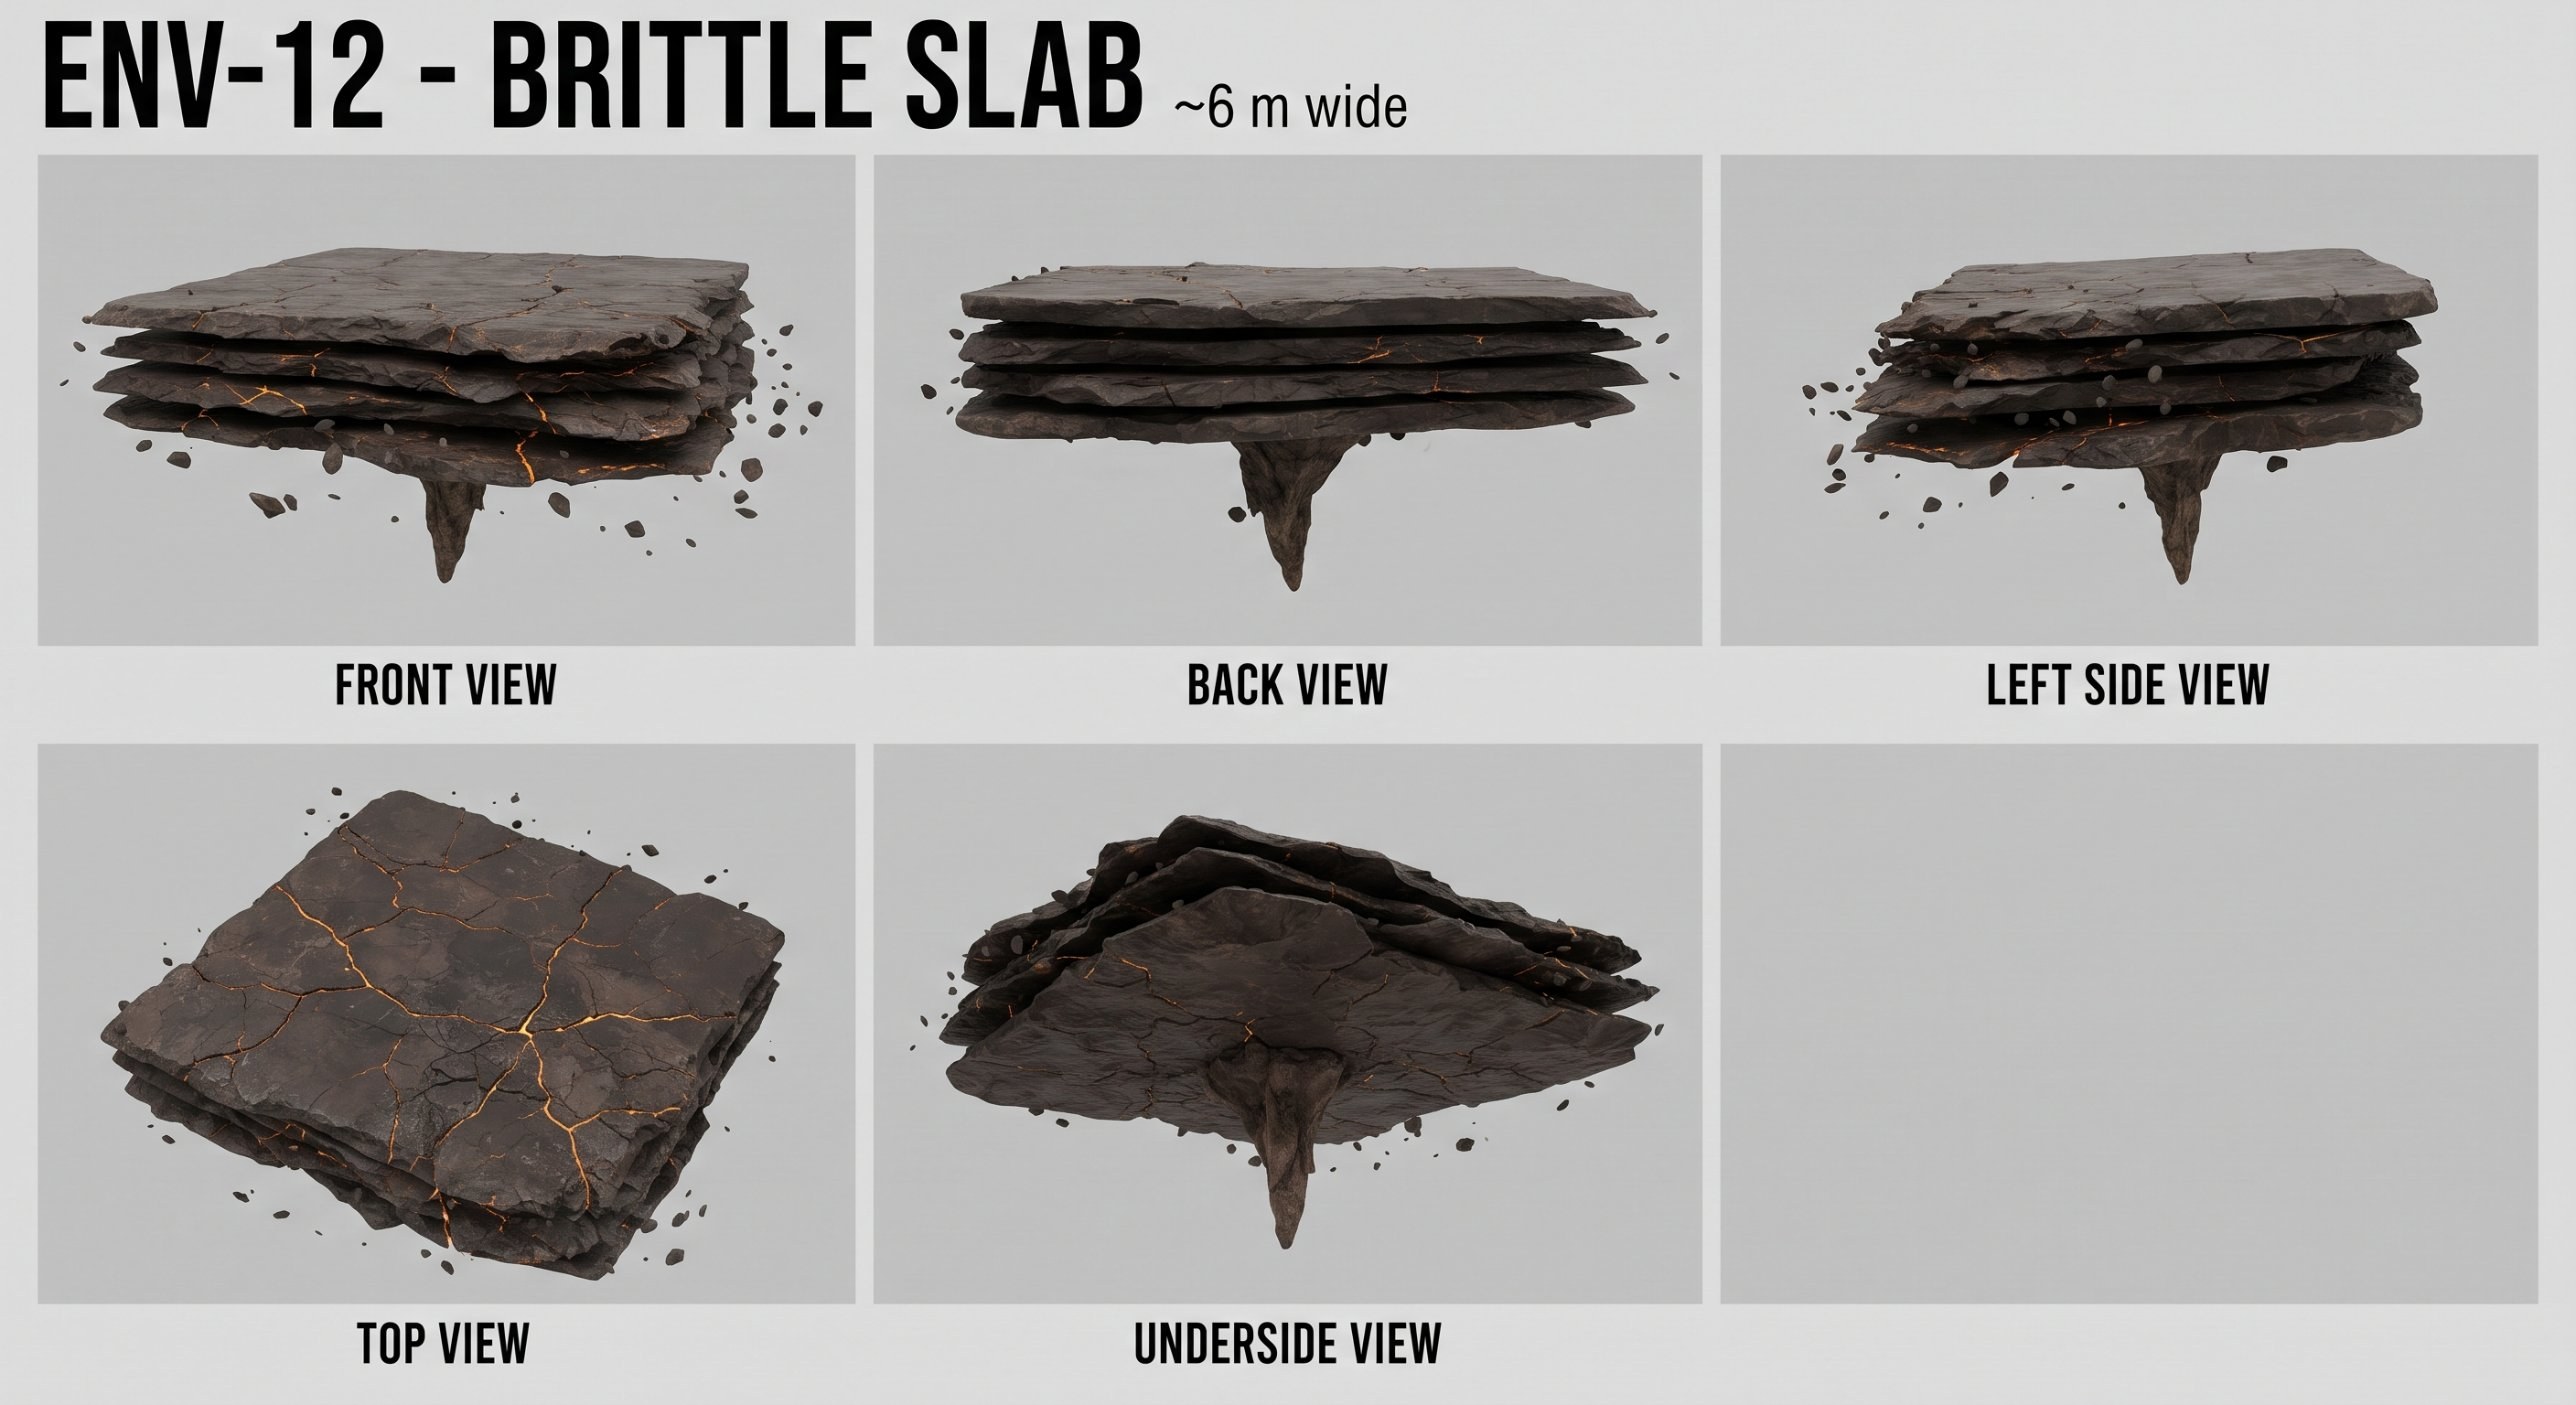 ENV-12 - BRITTLE SLAB ~6 m wide
FRONT VIEW
BACK VIEW
LEFT SIDE VIEW
TOP VIEW
UNDERSIDE VIEW